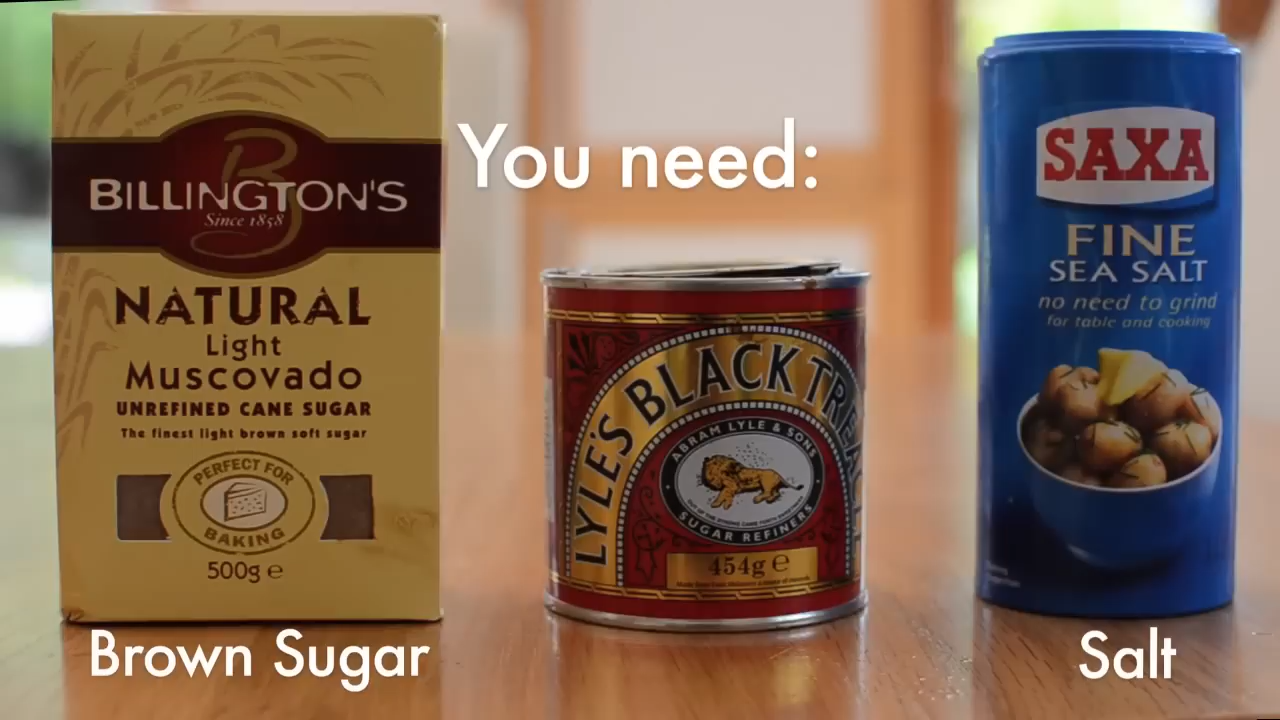 You need:
BILLINGTON'S
Since 1858
NATURAL
Light
Muscovado
UNREFINED CANE SUGAR
The finest light brown soft sugar
PERFECT FOR
BAKING
500g e
Brown Sugar
LYLE'S BLACK TREACLE
ABRAM LYLE & SONS
SUGAR REFINERS
454g e
SAXA
FINE
SEA SALT
no need to grind
for table and cooking
Salt